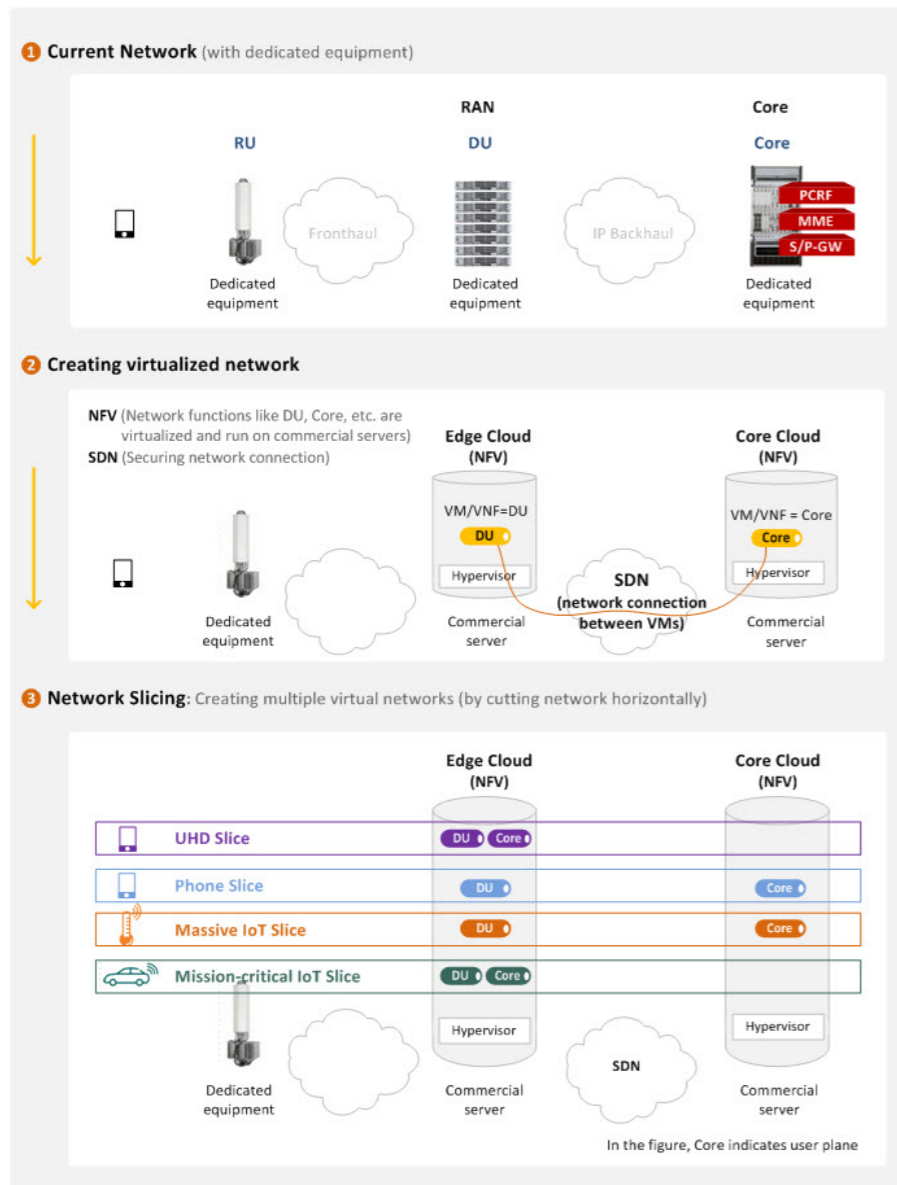 1 Current Network (with dedicated equipment)
RAN
Core
RU
DU
Core
PCRF
MME
S/P-GW
Fronthaul
IP Backhaul
Dedicated
equipment
Dedicated
equipment
Dedicated
equipment
2 Creating virtualized network
NFV (Network functions like DU, Core, etc. are
virtualized and run on commercial servers)
SDN (Securing network connection)
Edge Cloud
(NFV)
Core Cloud
(NFV)
VM/VNF=DU
DU
Hypervisor
VM/VNF = Core
Core
Hypervisor
SDN
(network connection
between VMs)
Dedicated
equipment
Commercial
server
Commercial
server
3 Network Slicing: Creating multiple virtual networks (by cutting network horizontally)
Edge Cloud
(NFV)
Core Cloud
(NFV)
UHD Slice
DU Core
Phone Slice
DU
Core
Massive IoT Slice
DU
Core
Mission-critical IoT Slice
DU Core
Hypervisor
Hypervisor
SDN
Dedicated
equipment
Commercial
server
Commercial
server
In the figure, Core indicates user plane